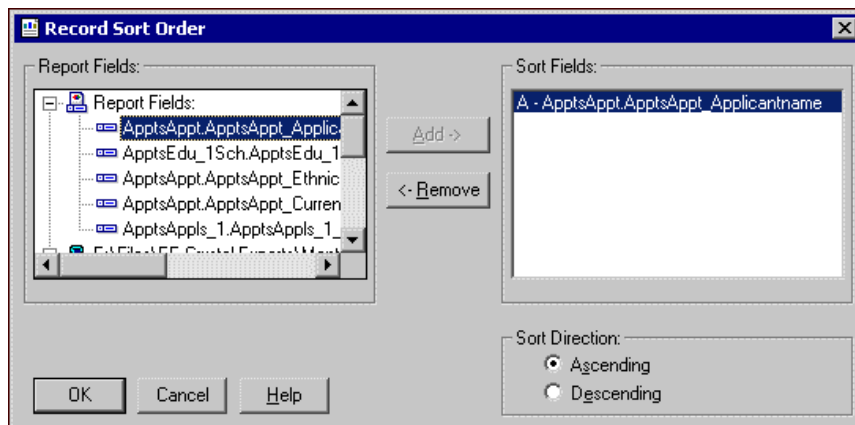 Record Sort Order
Report Fields:
Report Fields:
ApptsAppt.ApptsAppt_Applic
ApptsEdu_1Sch.ApptsEdu_1
ApptsAppt.ApptsAppt_Ethnic
ApptsAppt.ApptsAppt_Curren
ApptsAppls_1.ApptsAppls_1_
Add ->
<- Remove
Sort Fields:
A - ApptsAppt.ApptsAppt_Applicantname
Sort Direction:
Ascending
Descending
OK
Cancel
Help